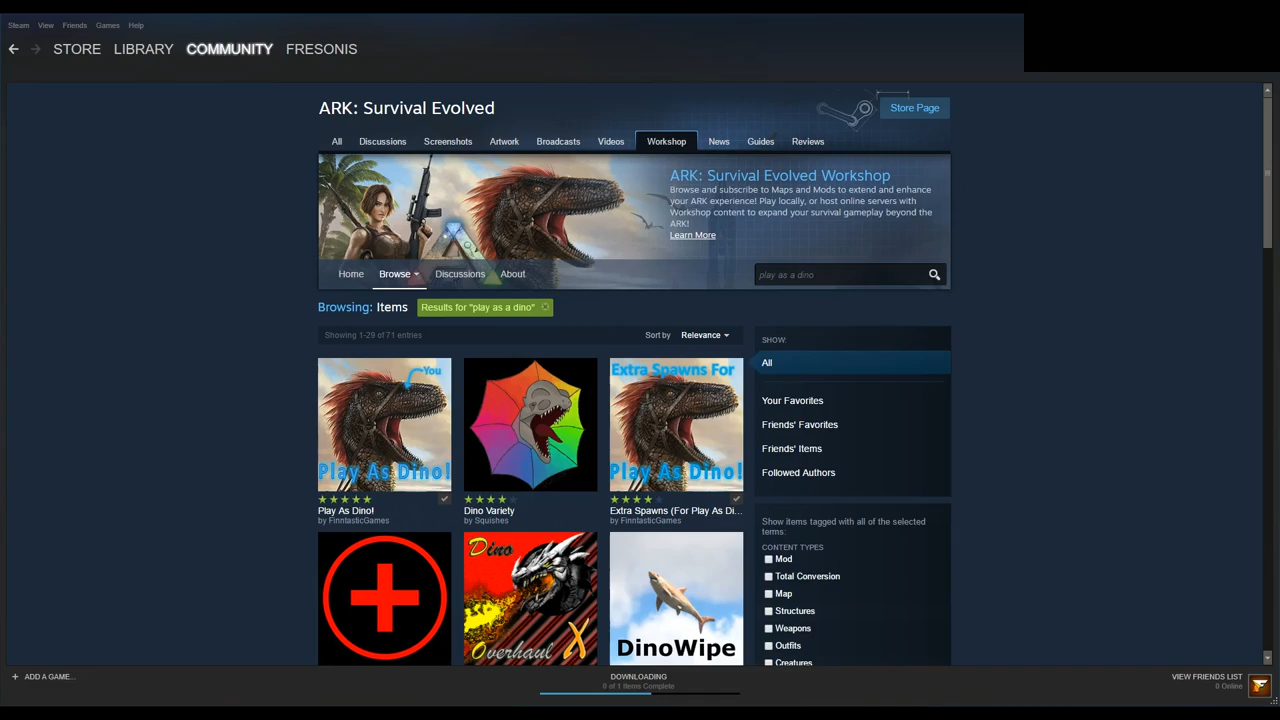 Steam View Friends Games Help
STORE LIBRARY COMMUNITY FRESONIS
ARK: Survival Evolved
Store Page
All Discussions Screenshots Artwork Broadcasts Videos Workshop News Guides Reviews
ARK: Survival Evolved Workshop
Browse and subscribe to Maps and Mods to extend and enhance
your ARK experience! Play locally, or host online servers with
Workshop content to expand your survival gameplay beyond the
ARK!
Learn More
Home Browse Discussions About
play as a dino
Browsing: Items
Results for "play as a dino"
Showing 1-29 of 71 entries
Sort by Relevance
You
Play As Dino!
Extra Spawns For
Play As Dino!
Play As Dino!
by FinntasticGames
Dino Variety
by Squishes
Extra Spawns (For Play As Di...
by FinntasticGames
Dino
Overhaul X
DinoWipe
SHOW:
All
Your Favorites
Friends' Favorites
Friends' Items
Followed Authors
Show items tagged with all of the selected
terms:
CONTENT TYPES
Mod
Total Conversion
Map
Structures
Weapons
Outfits
Creatures
+ ADD A GAME...
DOWNLOADING
0 of 1 Items Complete
VIEW FRIENDS LIST
0 Online